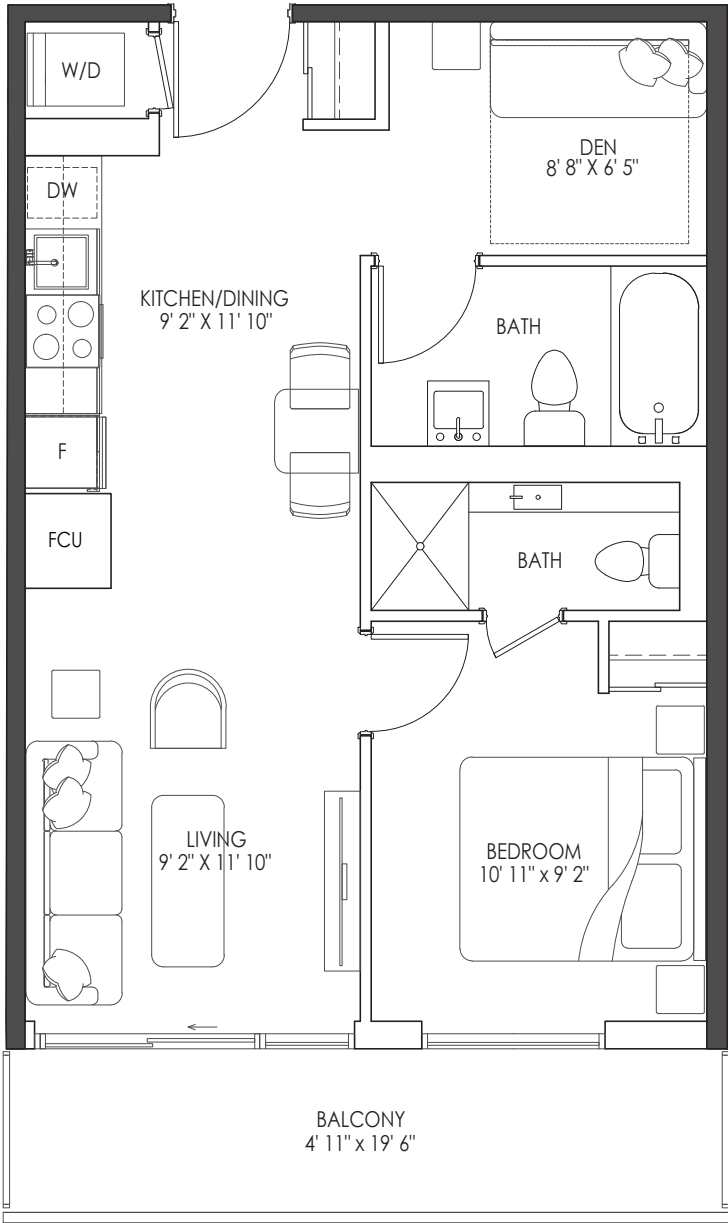 W/D
DEN
8' 8" X 6' 5"
DW
KITCHEN/DINING
9' 2" X 11' 10"
BATH
F
FCU
BATH
LIVING
9' 2" X 11' 10"
BEDROOM
10' 11" x 9' 2"
BALCONY
4' 11" x 19' 6"